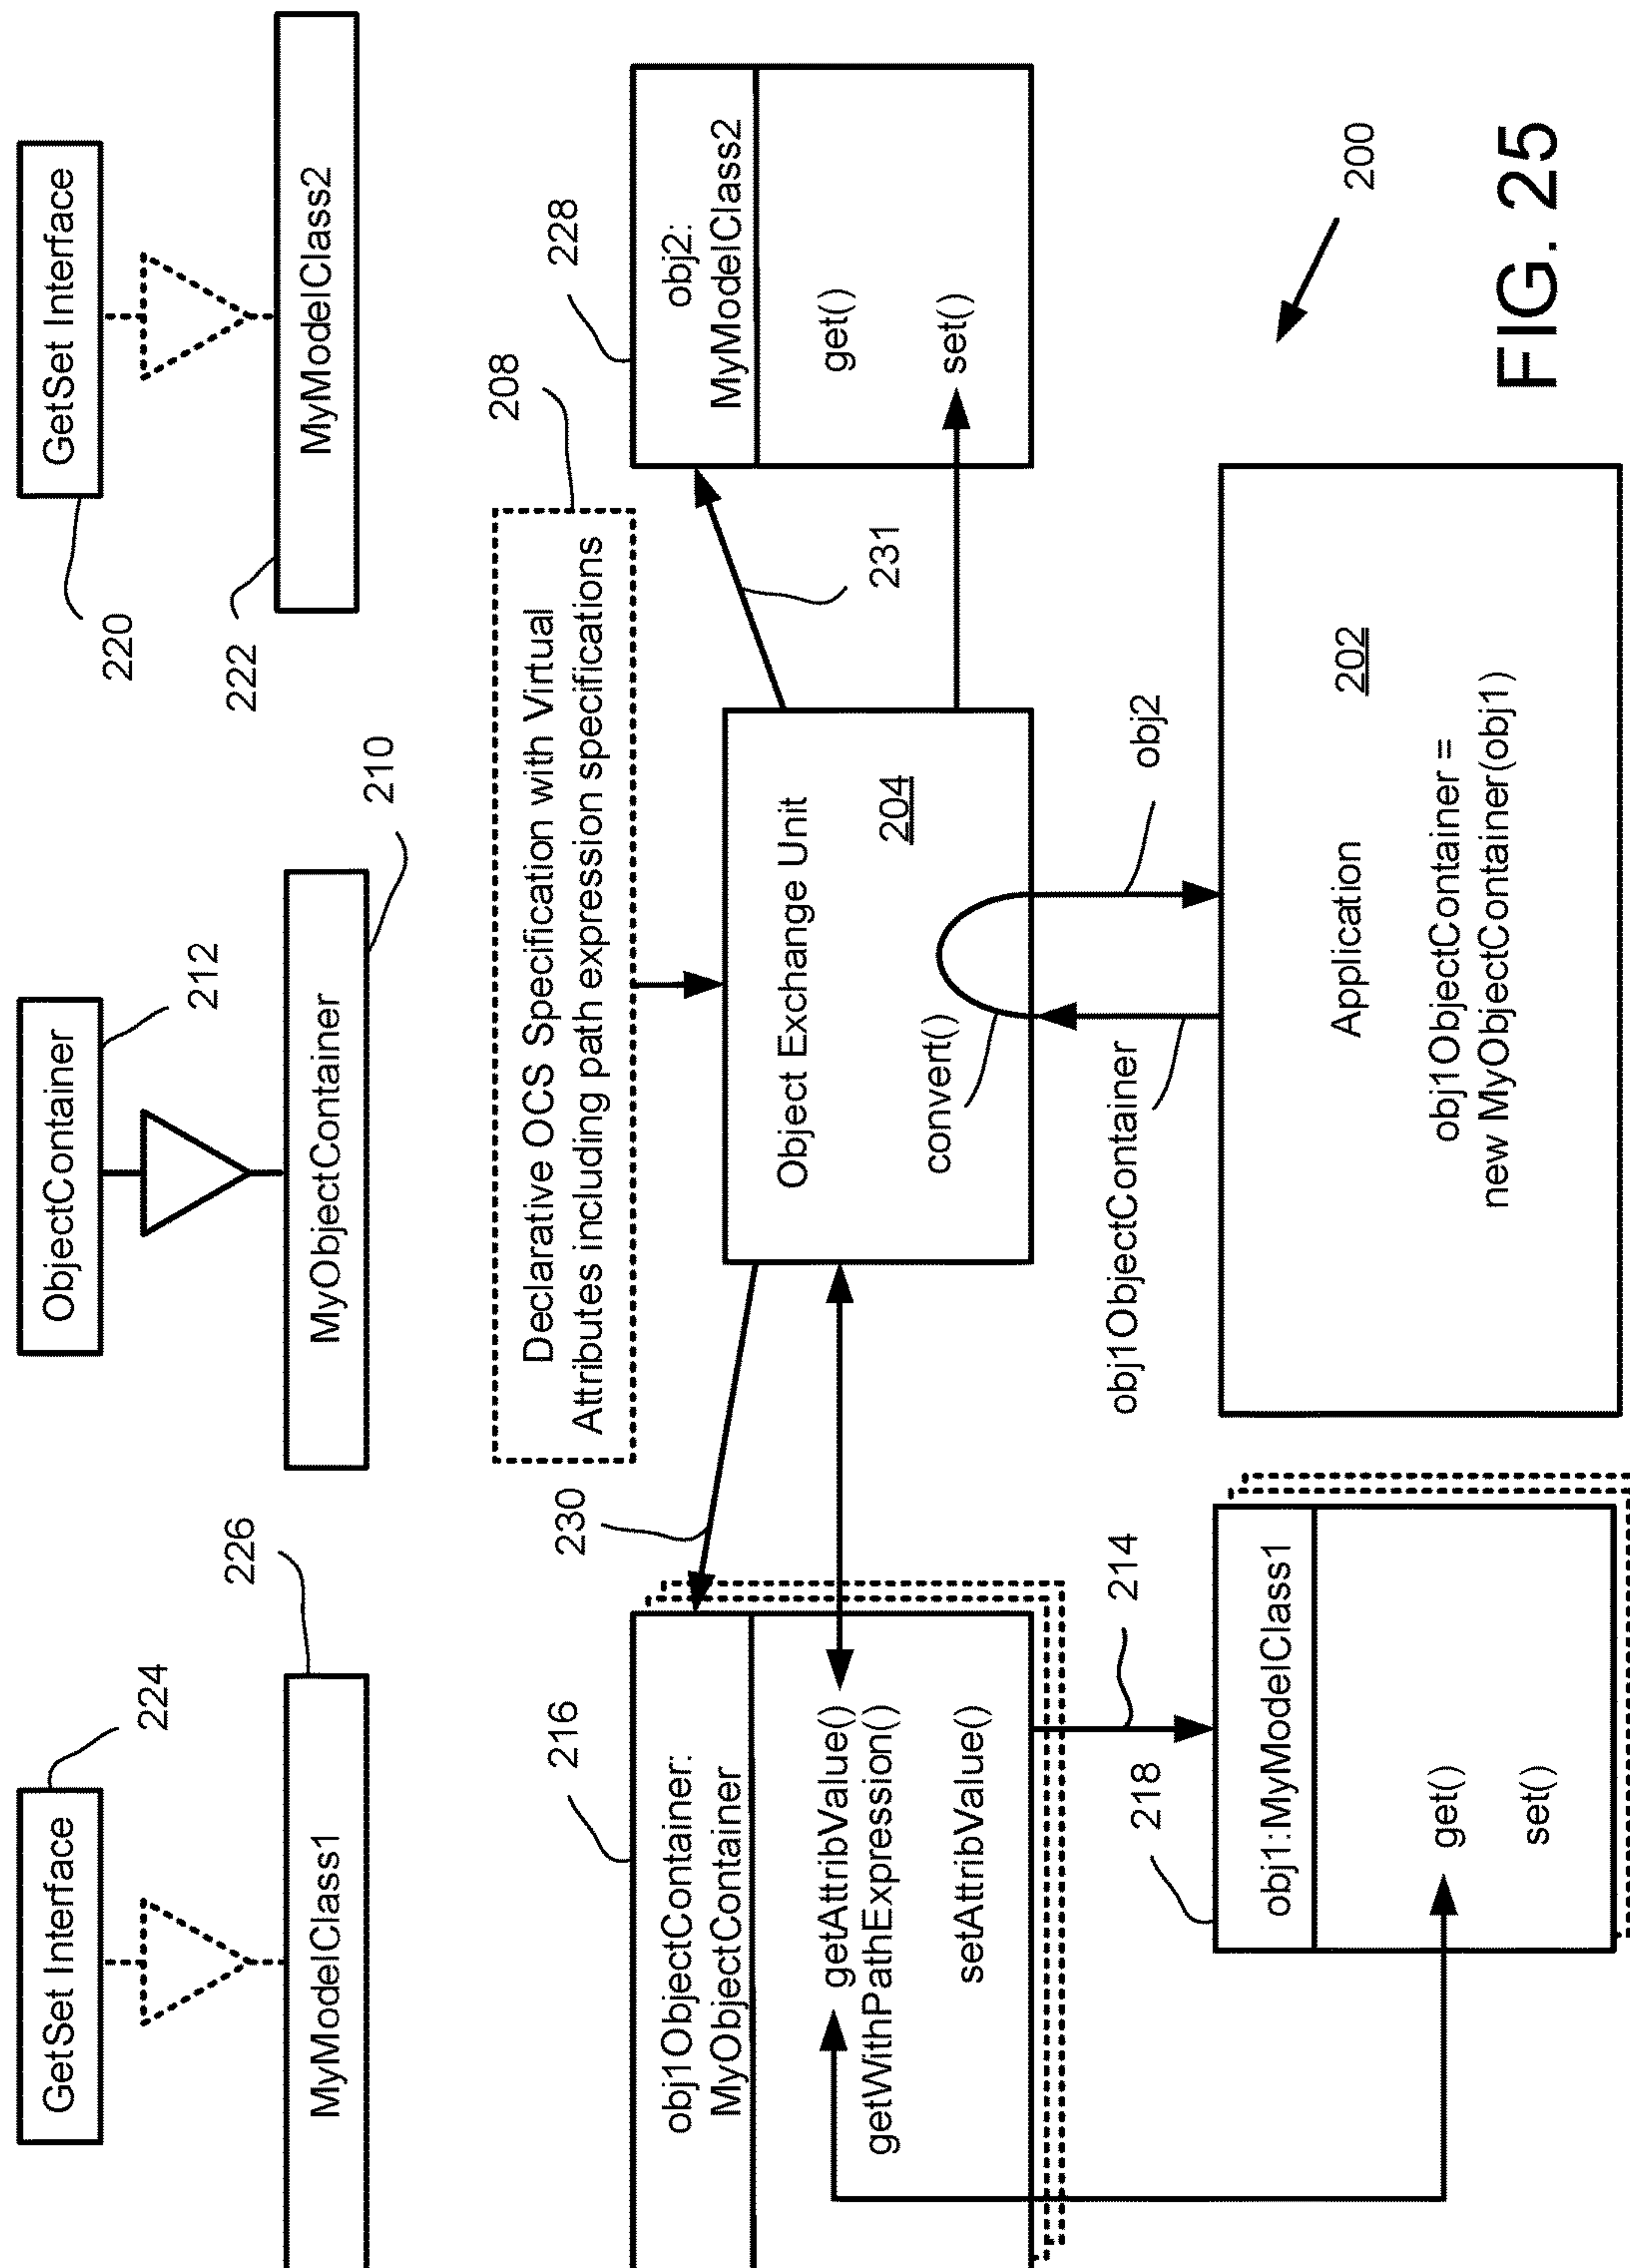 GetSet Interface
224
MyModelClass1
226
ObjectContainer
212
MyObjectContainer
210
GetSet Interface
220
MyModelClass2
222
Declarative OCS Specification with Virtual
Attributes including path expression specifications
208
230
216
obj1ObjectContainer:
MyObjectContainer
getAttribValue()
getWithPathExpression()
setAttribValue()
Object Exchange Unit
204
convert()
231
228
obj2:
MyModelClass2
get()
set()
214
218
obj1:MyModelClass1
get()
set()
obj1ObjectContainer
obj2
Application
202
obj1ObjectContainer =
new MyObjectContainer(obj1)
200
FIG. 25